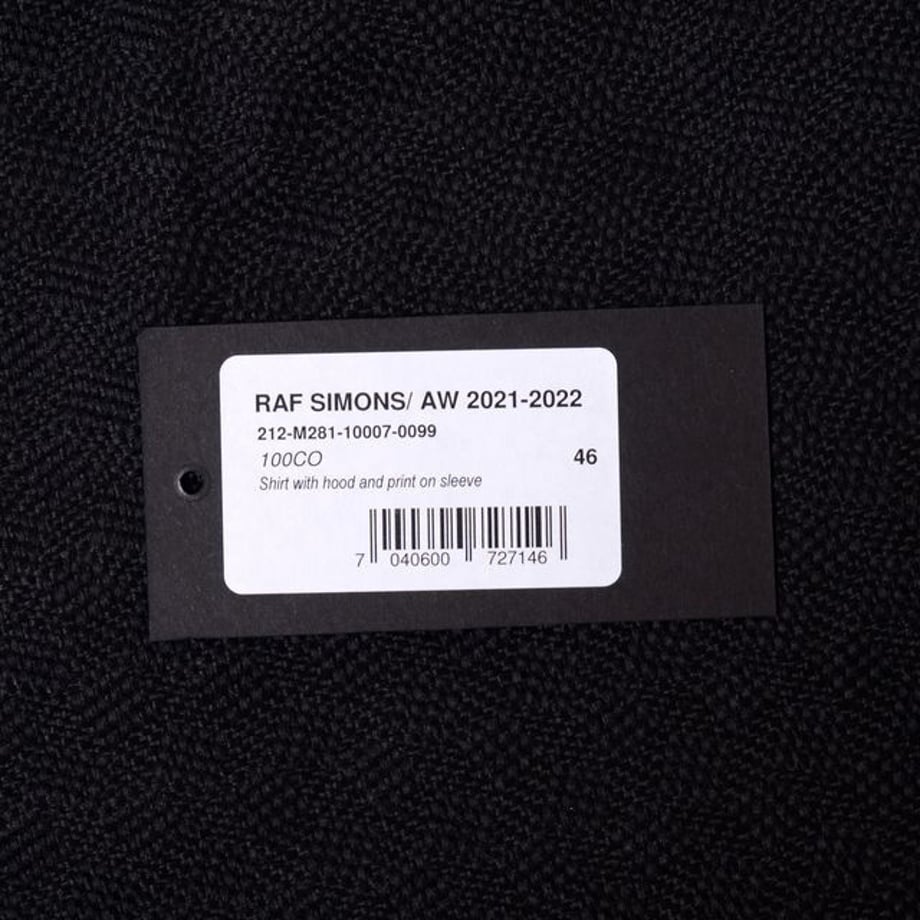 RAF SIMONS/ AW 2021-2022
212-M281-10007-0099
100CO 46
Shirt with hood and print on sleeve
7 040600 727146